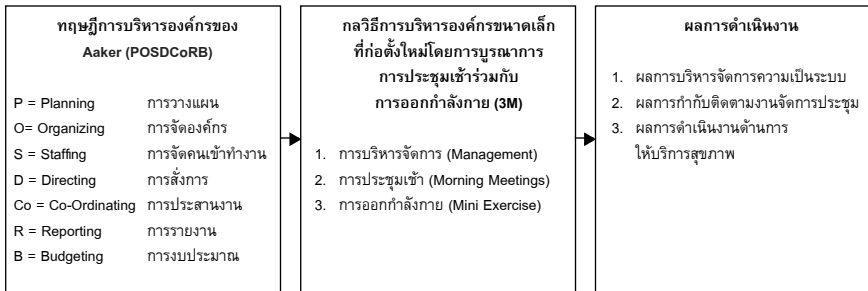 ทฤษฎีการบริหารองค์กรของ
Aaker (POSDCoRB)
P = Planning การวางแผน
O= Organizing การจัดองค์กร
S = Staffing การจัดคนเข้าทำงาน
D = Directing การสั่งการ
Co = Co-Ordinating การประสานงาน
R = Reporting การรายงาน
B = Budgeting การงบประมาณ
กลวิธีการบริหารองค์กรขนาดเล็ก
ที่ก่อตั้งใหม่โดยการบูรณาการ
การประชุมเช้าร่วมกับ
การออกกำลังกาย (3M)
1. การบริหารจัดการ (Management)
2. การประชุมเช้า (Morning Meetings)
3. การออกกำลังกาย (Mini Exercise)
ผลการดำเนินงาน
1. ผลการบริหารจัดการความเป็นระบบ
2. ผลการกำกับติดตามงานจัดการประชุม
3. ผลการดำเนินงานด้านการ
ให้บริการสุขภาพ